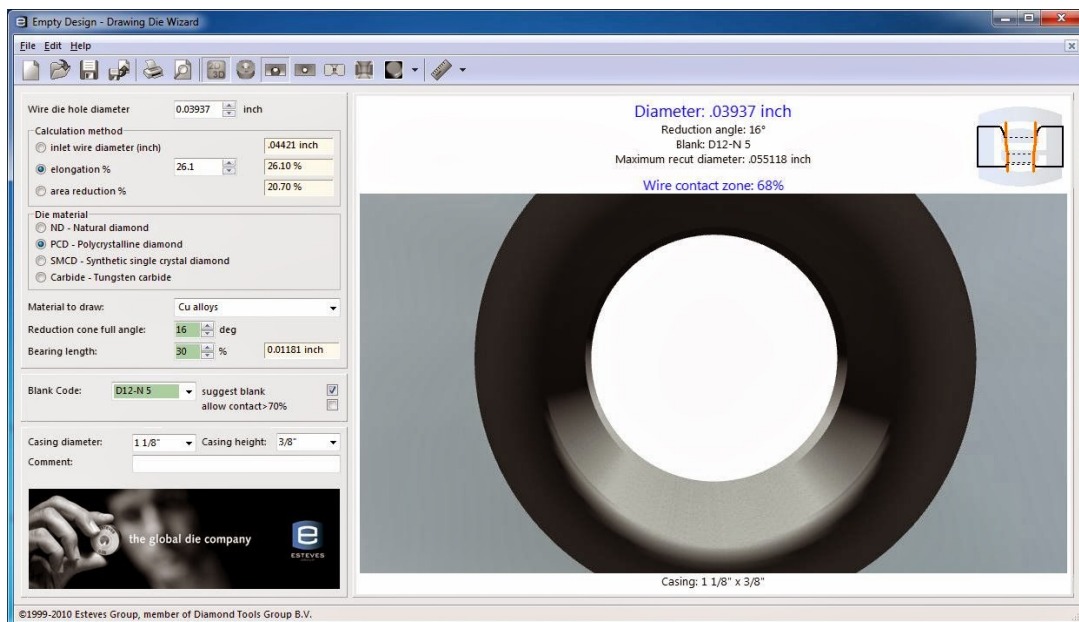 Empty Design - Drawing Die Wizard
File Edit Help
Wire die hole diameter 0.03937 inch
Calculation method
inlet wire diameter (inch) .04421 inch
elongation % 26.1 26.10 %
area reduction % 20.70 %
Die material
ND - Natural diamond
PCD - Polycrystalline diamond
SMCD - Synthetic single crystal diamond
Carbide - Tungsten carbide
Material to draw: Cu alloys
Reduction cone full angle: 16 deg
Bearing length: 30 % 0.01181 inch
Blank Code: D12-N 5 suggest blank
allow contact>70%
Casing diameter: 1 1/8" Casing height: 3/8"
Comment:
the global die company
ESTEVES
Diameter: .03937 inch
Reduction angle: 16°
Blank: D12-N 5
Maximum recut diameter: .055118 inch
Wire contact zone: 68%
Casing: 1 1/8" x 3/8"
©1999-2010 Esteves Group, member of Diamond Tools Group B.V.